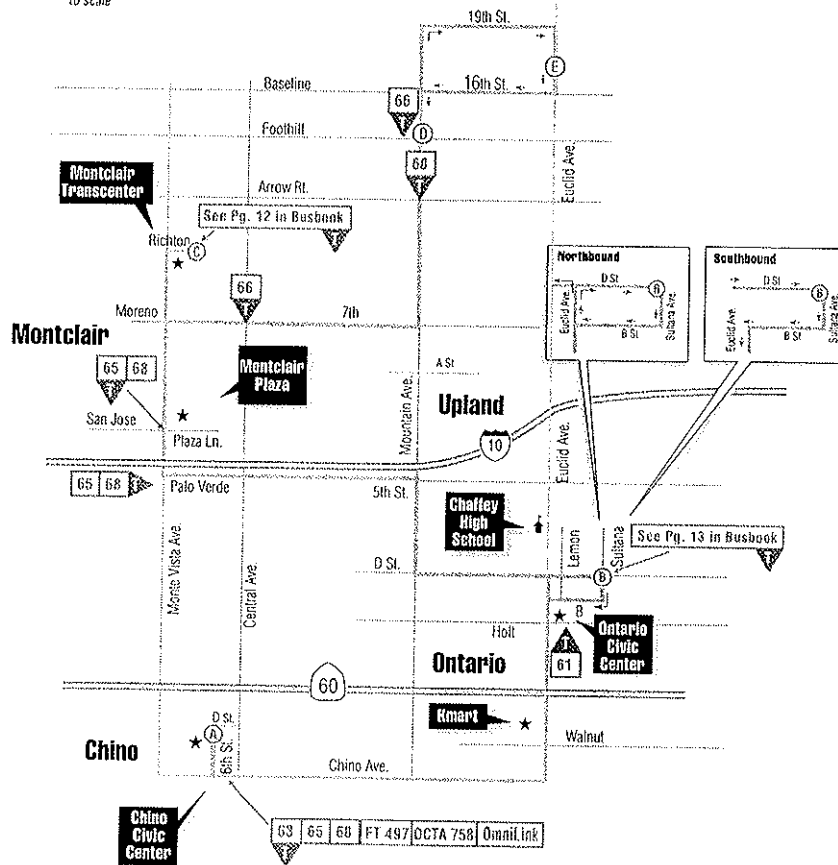 to scale
19th St.
E
Baseline
16th St.
66
Foothill
D
68
Euclid Ave.
Montclair
Transcenter
Arrow Rt.
See Pg. 12 in Busbook
Richton
C
66
Moreno
7th
Montclair
65 68
Montclair
Plaza
A St
Mountain Ave.
Upland
San Jose
Plaza Ln.
10
Euclid Ave.
65 68
Palo Verde
5th St.
Monte Vista Ave.
Central Ave.
Chaffey
High
School
Lemon
Sultana
See Pg. 13 in Busbook
D St.
B
B
Holt
Ontario
Civic
Center
Ontario
61
60
Kmart
Walnut
D St.
A
6th St.
Chino
Chino Ave.
Chino
Civic
Center
63 65 68 FT 497 OCTA 758 OmniLink
Northbound
D St
B
Euclid Ave.
Sultana Ave.
B St
Southbound
D St
B
Euclid Ave
Sultana Ave.
B St